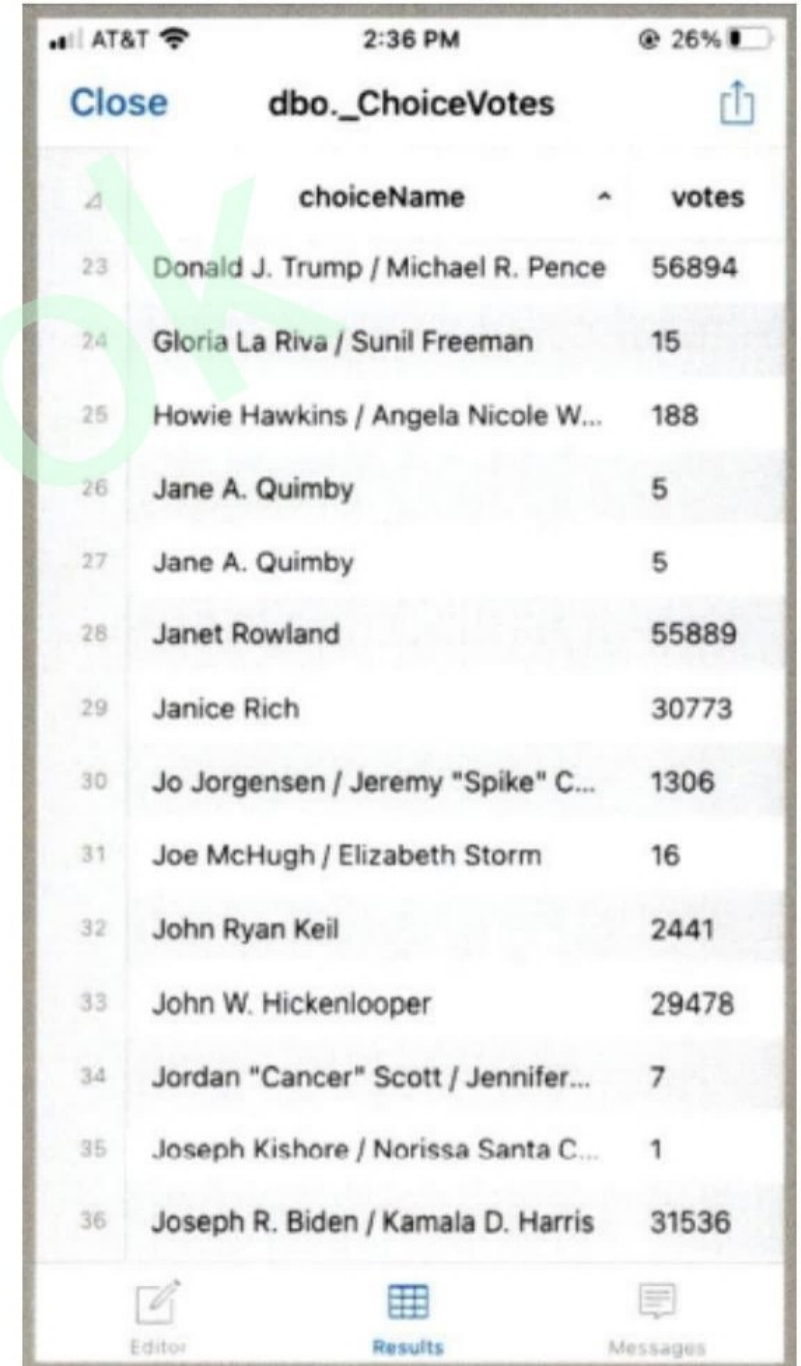 AT&T 2:36 PM 26%
Close dbo._ChoiceVotes
choiceName votes
23 Donald J. Trump / Michael R. Pence 56894
24 Gloria La Riva / Sunil Freeman 15
25 Howie Hawkins / Angela Nicole W... 188
26 Jane A. Quimby 5
27 Jane A. Quimby 5
28 Janet Rowland 55889
29 Janice Rich 30773
30 Jo Jorgensen / Jeremy "Spike" C... 1306
31 Joe McHugh / Elizabeth Storm 16
32 John Ryan Keil 2441
33 John W. Hickenlooper 29478
34 Jordan "Cancer" Scott / Jennifer... 7
35 Joseph Kishore / Norissa Santa C... 1
36 Joseph R. Biden / Kamala D. Harris 31536
Editor Results Messages